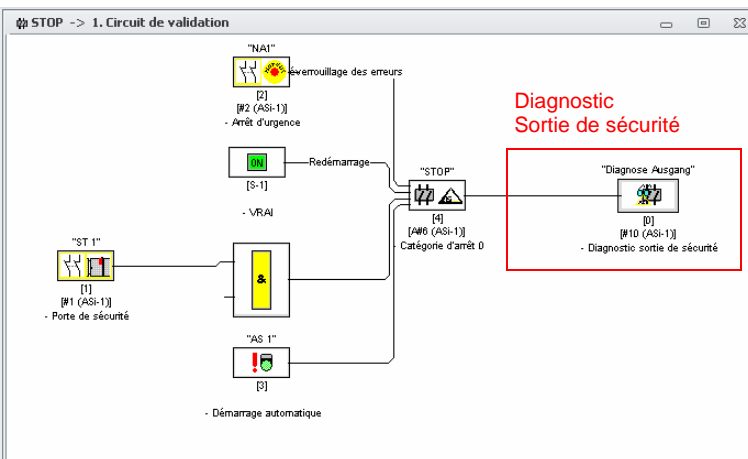 STOP -> 1. Circuit de validation
"NA1"
éverrouillage des erreurs
[2]
[#2 (ASi-1)]
- Arrêt d'urgence
Diagnostic
Sortie de sécurité
ON
Redémarrage
[S-1]
- VRAI
"STOP"
[4]
[A#6 (ASi-1)]
Catégorie d'arrêt 0
"Diagnose Ausgang"
[0]
[#10 (ASi-1)]
- Diagnostic sortie de sécurité
"ST 1"
[1]
[#1 (ASi-1)]
- Porte de sécurité
&
"AS 1"
[3]
- Démarrage automatique